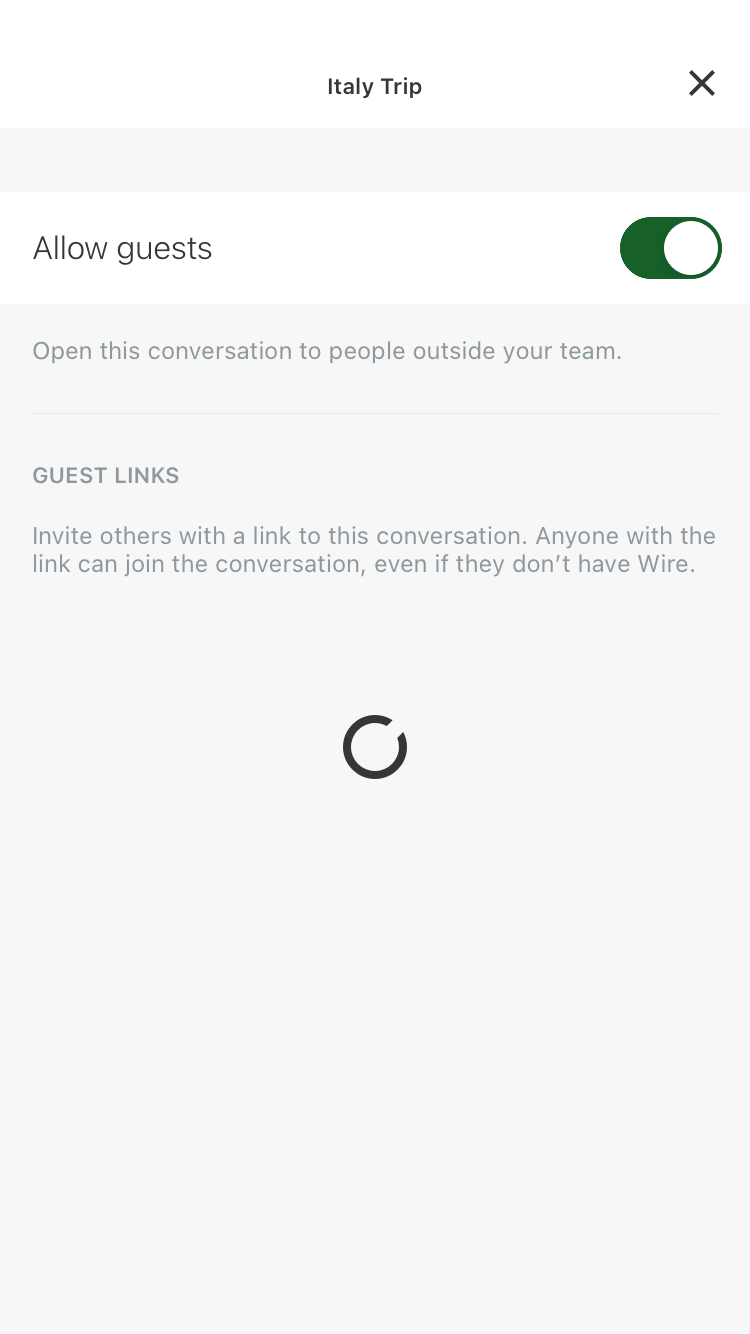 Italy Trip
Allow guests
Open this conversation to people outside your team.
GUEST LINKS
Invite others with a link to this conversation. Anyone with the
link can join the conversation, even if they don’t have Wire.